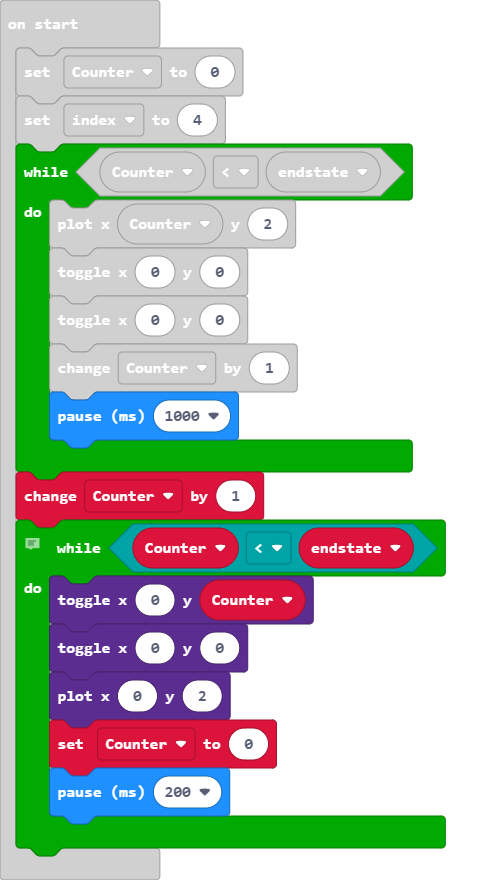 on start
set Counter to 0
set index to 4
while Counter < endstate
do
plot x Counter y 2
toggle x 0 y 0
toggle x 0 y 0
change Counter by 1
pause (ms) 1000
change Counter by 1
while Counter < endstate
do
toggle x 0 y Counter
toggle x 0 y 0
plot x 0 y 2
set Counter to 0
pause (ms) 200